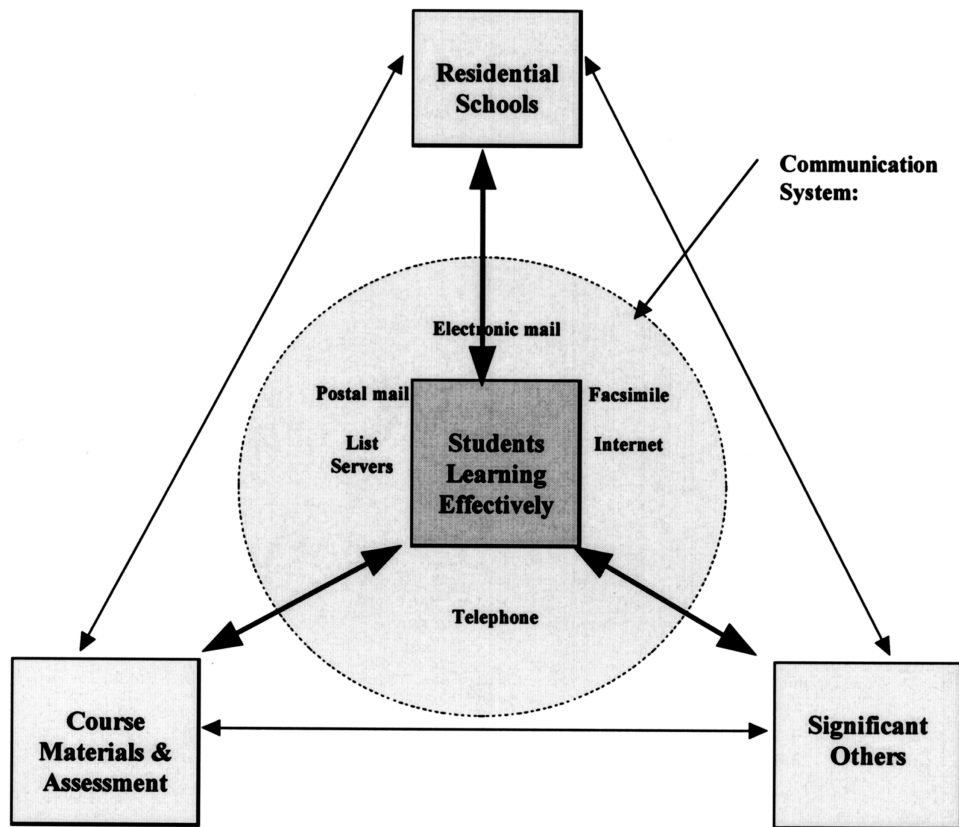 Residential
Schools
Communication
System:
Electronic mail
Postal mail
Facsimile
List
Servers
Internet
Students
Learning
Effectively
Telephone
Course
Materials &
Assessment
Significant
Others